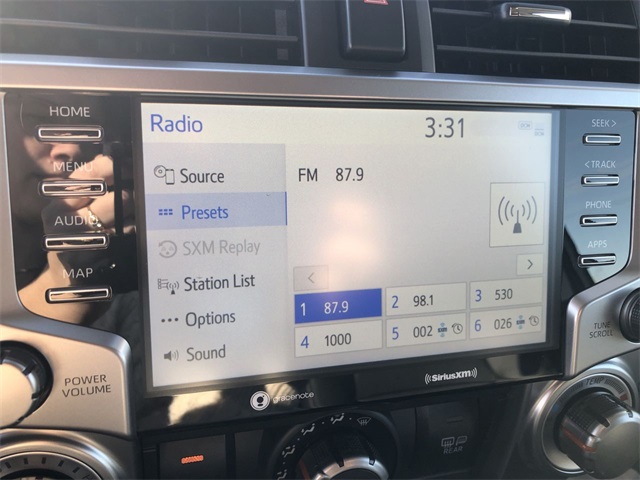 HOME
MENU
AUDIO
MAP
POWER
VOLUME
Radio
3:31
Source
Presets
SXM Replay
Station List
Options
Sound
FM 87.9
<
>
1 87.9
2 98.1
3 530
4 1000
5 002
6 026
SEEK >
< TRACK
PHONE
APPS
TUNE
SCROLL
gracenote
SiriusXM
REAR
TEMP